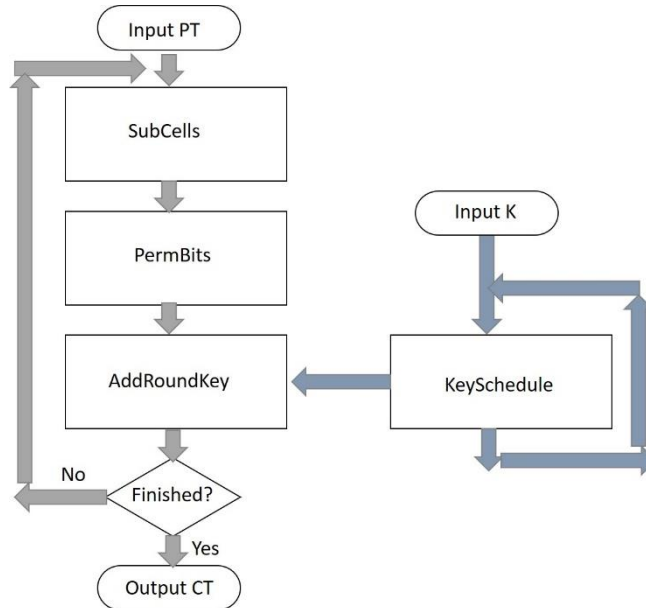 Input PT
SubCells
PermBits
Input K
AddRoundKey
KeySchedule
No
Finished?
Yes
Output CT